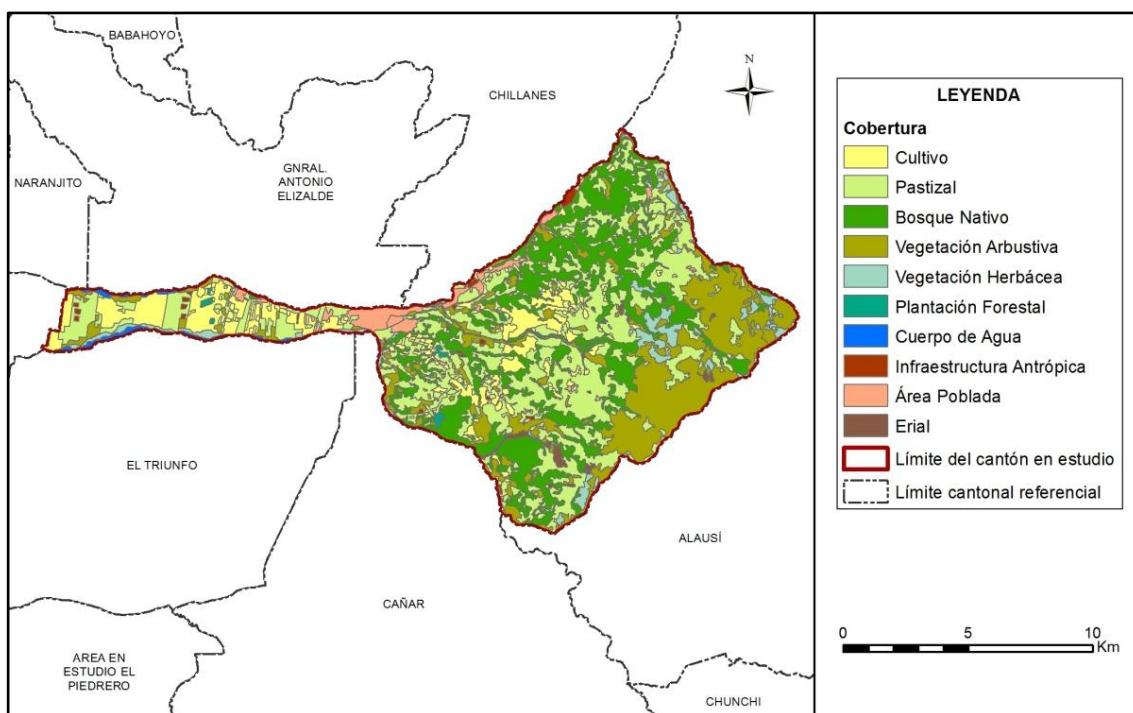 BABAHOYO
CHILLANES
N
NARANJITO
GNRAL.
ANTONIO
ELIZALDE
EL TRIUNFO
ALAUSÍ
CAÑAR
AREA EN
ESTUDIO EL
PIEDRERO
CHUNCHI
LEYENDA
Cobertura
Cultivo
Pastizal
Bosque Nativo
Vegetación Arbustiva
Vegetación Herbácea
Plantación Forestal
Cuerpo de Agua
Infraestructura Antrópica
Área Poblada
Erial
Límite del cantón en estudio
Límite cantonal referencial
0 5 10
Km